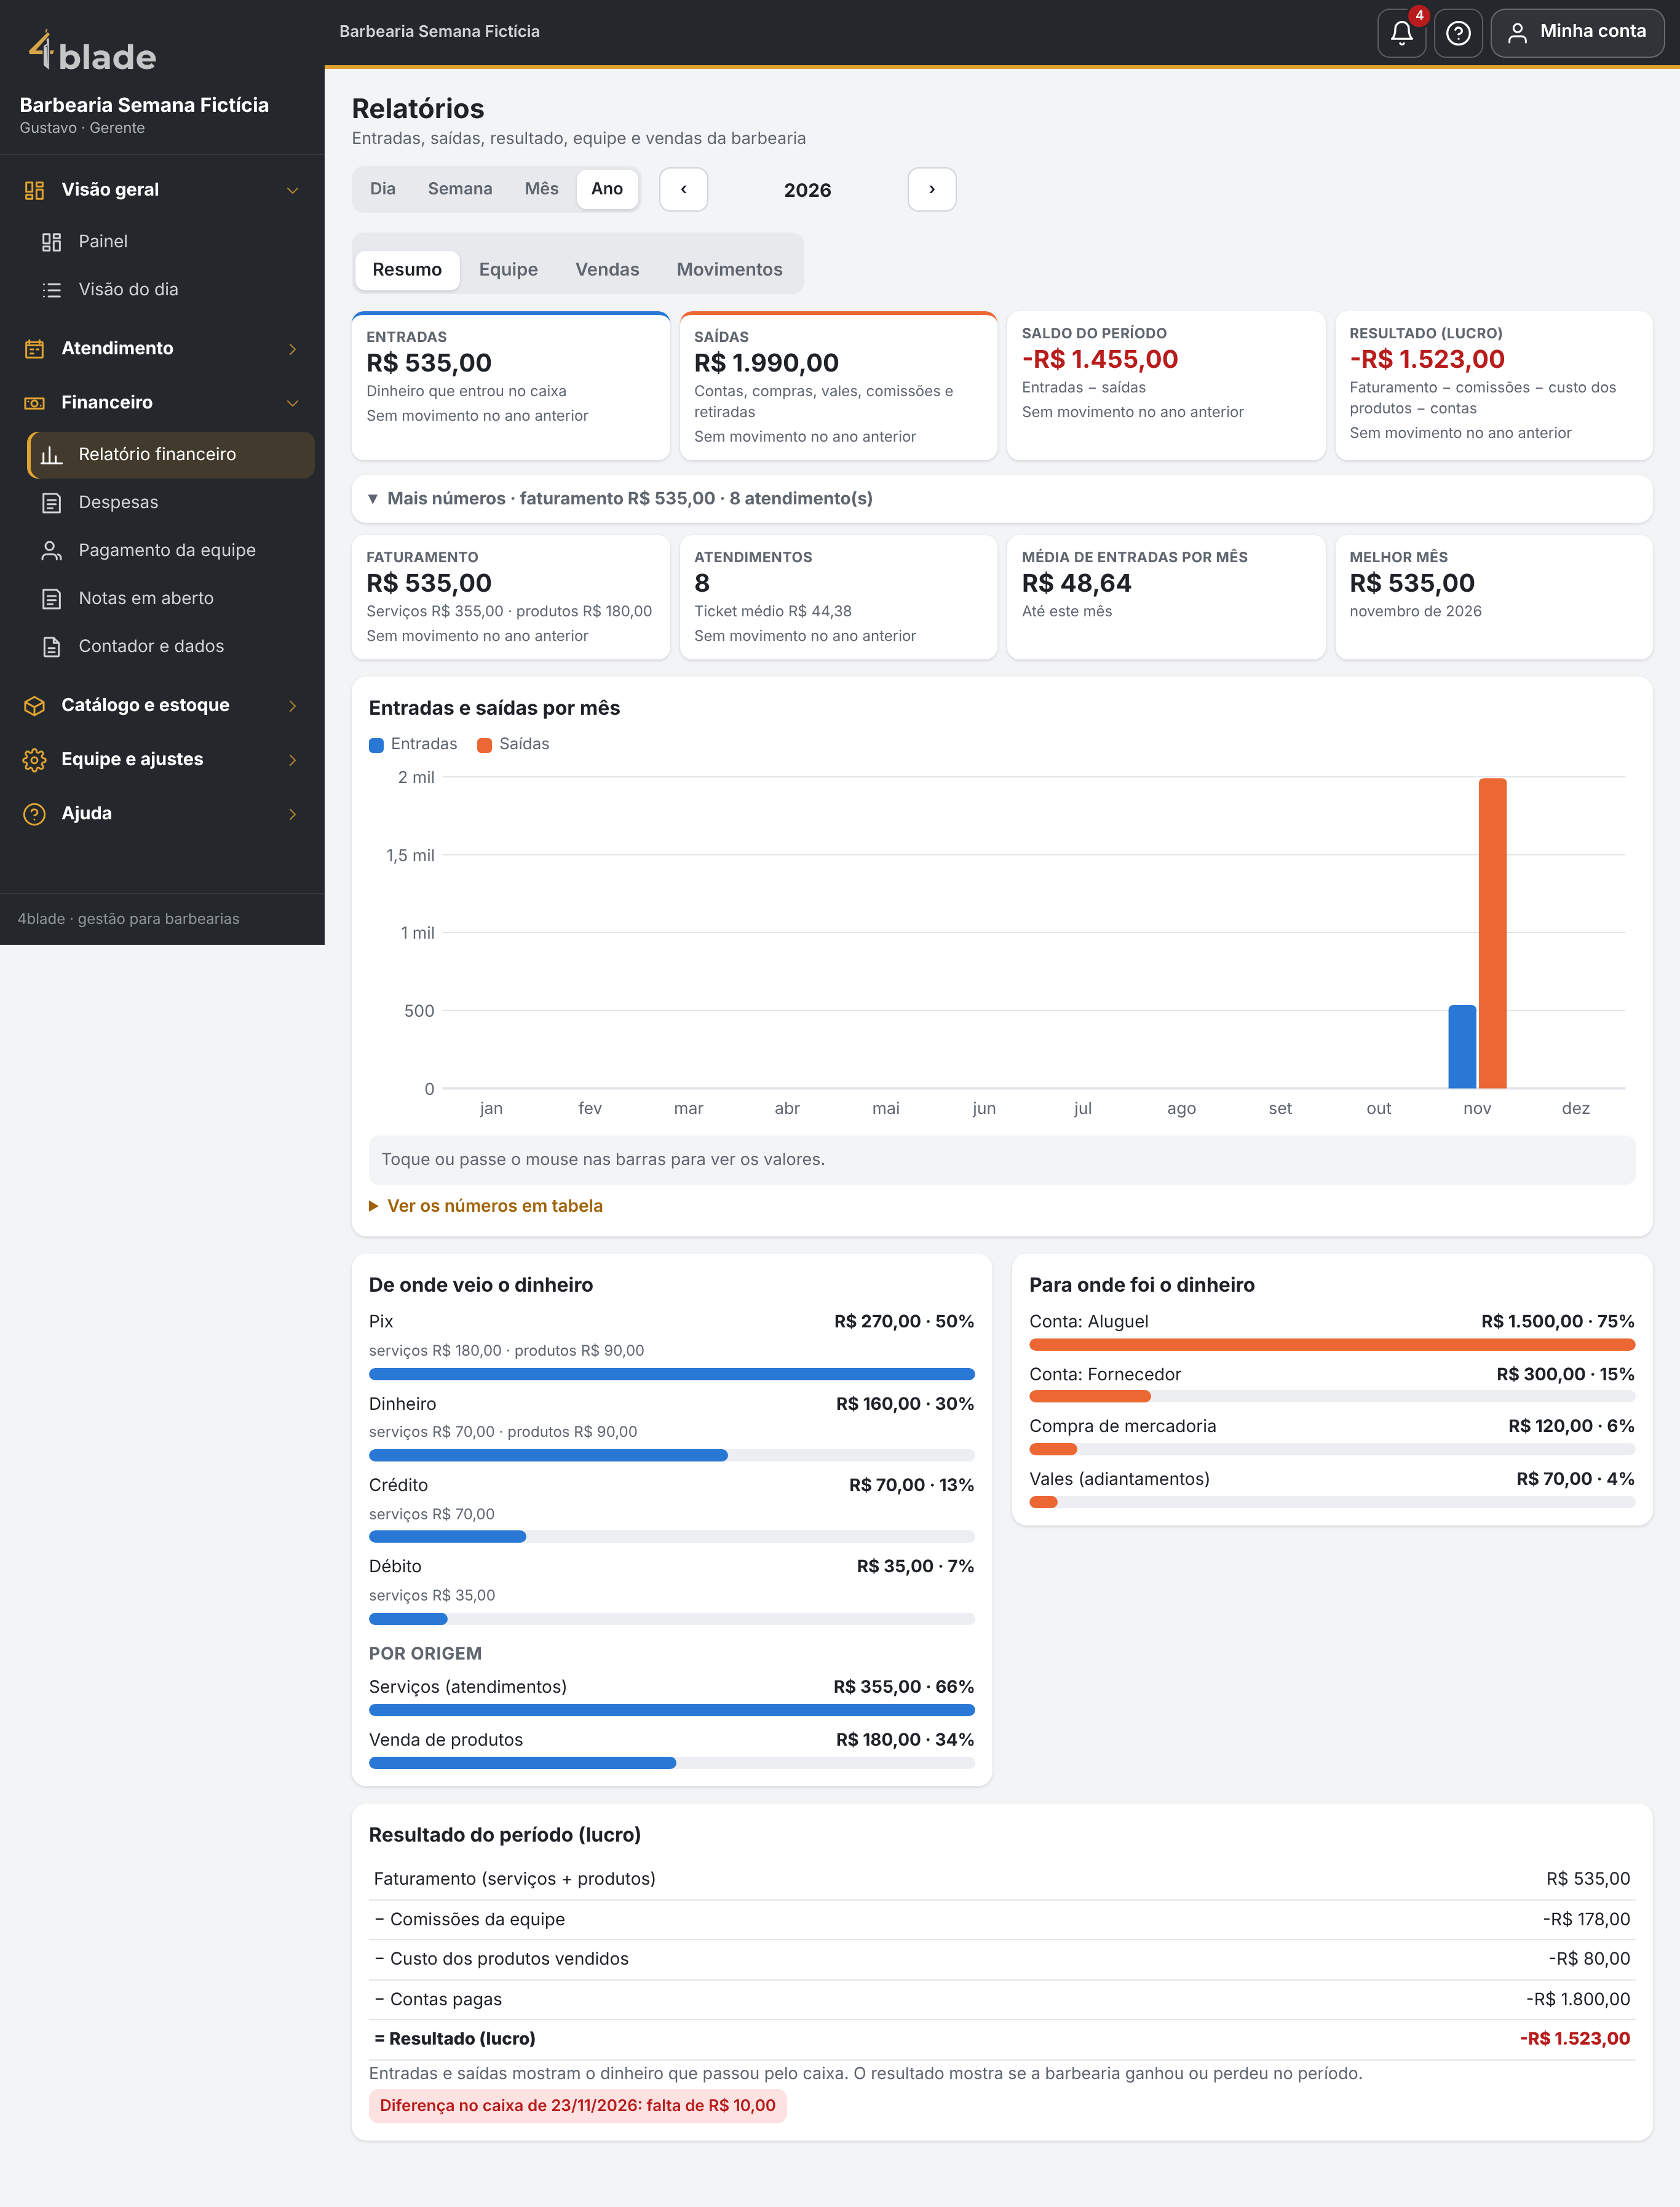 4blade
Barbearia Semana Fictícia
Gustavo · Gerente
Visão geral
Painel
Visão do dia
Atendimento
Financeiro
Relatório financeiro
Despesas
Pagamento da equipe
Notas em aberto
Contador e dados
Catálogo e estoque
Equipe e ajustes
Ajuda
4blade · gestão para barbearias
Barbearia Semana Fictícia
4
Minha conta
Relatórios
Entradas, saídas, resultado, equipe e vendas da barbearia
Dia Semana Mês Ano ‹ 2026 ›
Resumo Equipe Vendas Movimentos
ENTRADAS
R$ 535,00
Dinheiro que entrou no caixa
Sem movimento no ano anterior
SAÍDAS
R$ 1.990,00
Contas, compras, vales, comissões e
retiradas
Sem movimento no ano anterior
SALDO DO PERÍODO
-R$ 1.455,00
Entradas − saídas
Sem movimento no ano anterior
RESULTADO (LUCRO)
-R$ 1.523,00
Faturamento − comissões − custo dos
produtos − contas
Sem movimento no ano anterior
▼ Mais números · faturamento R$ 535,00 · 8 atendimento(s)
FATURAMENTO
R$ 535,00
Serviços R$ 355,00 · produtos R$ 180,00
Sem movimento no ano anterior
ATENDIMENTOS
8
Ticket médio R$ 44,38
Sem movimento no ano anterior
MÉDIA DE ENTRADAS POR MÊS
R$ 48,64
Até este mês
MELHOR MÊS
R$ 535,00
novembro de 2026
Entradas e saídas por mês
Entradas Saídas
2 mil
1,5 mil
1 mil
500
0
jan fev mar abr mai jun jul ago set out nov dez
Toque ou passe o mouse nas barras para ver os valores.
▶ Ver os números em tabela
De onde veio o dinheiro
Pix R$ 270,00 · 50%
serviços R$ 180,00 · produtos R$ 90,00
Dinheiro R$ 160,00 · 30%
serviços R$ 70,00 · produtos R$ 90,00
Crédito R$ 70,00 · 13%
serviços R$ 70,00
Débito R$ 35,00 · 7%
serviços R$ 35,00
POR ORIGEM
Serviços (atendimentos) R$ 355,00 · 66%
Venda de produtos R$ 180,00 · 34%
Para onde foi o dinheiro
Conta: Aluguel R$ 1.500,00 · 75%
Conta: Fornecedor R$ 300,00 · 15%
Compra de mercadoria R$ 120,00 · 6%
Vales (adiantamentos) R$ 70,00 · 4%
Resultado do período (lucro)
Faturamento (serviços + produtos) R$ 535,00
− Comissões da equipe -R$ 178,00
− Custo dos produtos vendidos -R$ 80,00
− Contas pagas -R$ 1.800,00
= Resultado (lucro) -R$ 1.523,00
Entradas e saídas mostram o dinheiro que passou pelo caixa. O resultado mostra se a barbearia ganhou ou perdeu no período.
Diferença no caixa de 23/11/2026: falta de R$ 10,00